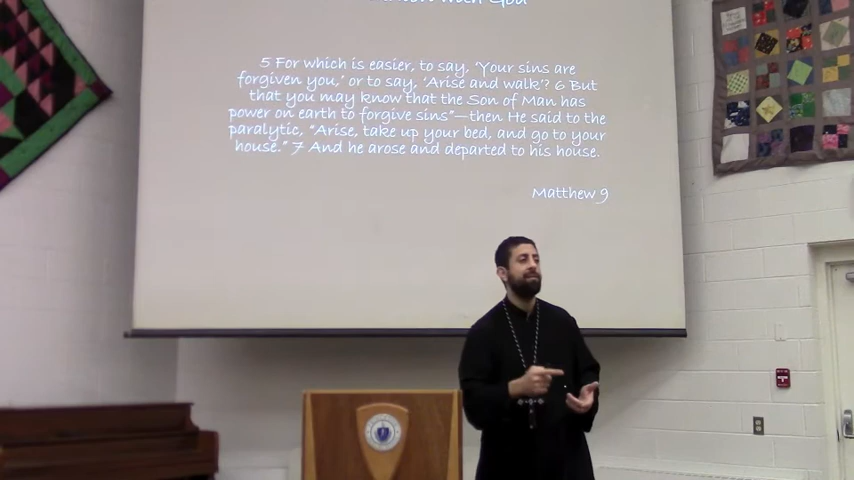 with God
5 For which is easier, to say, 'Your sins are
forgiven you,' or to say, 'Arise and walk'? 6 But
that you may know that the Son of Man has
power on earth to forgive sins"—then He said to the
paralytic, "Arise, take up your bed, and go to your
house." 7 And he arose and departed to his house.
Matthew 9